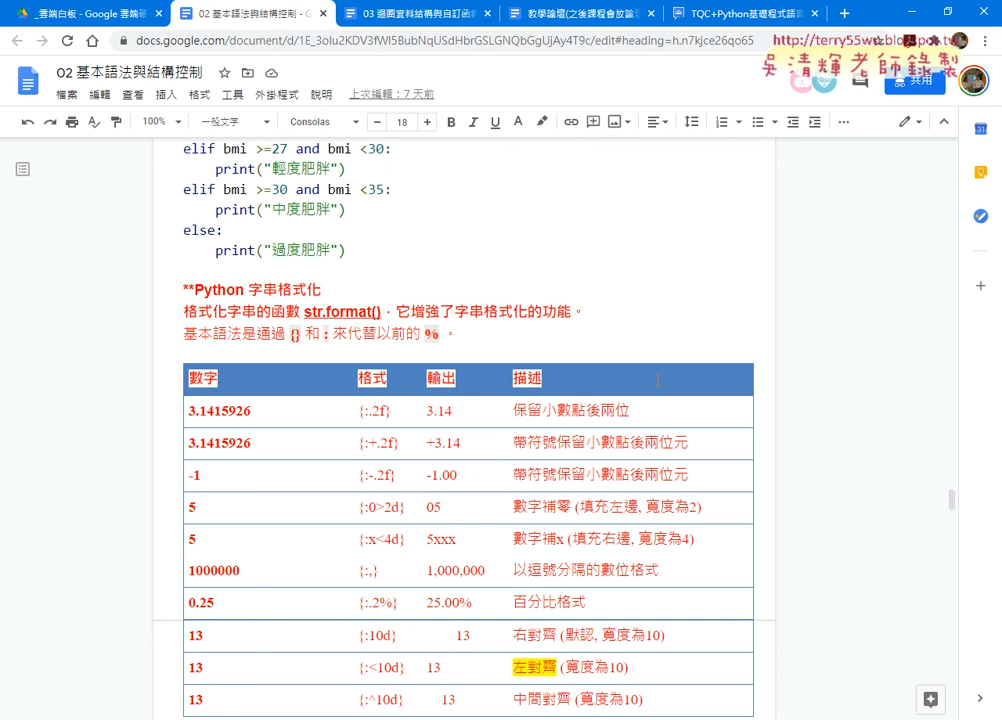 _雲端白板 - Google 雲端硬
02 基本語法與結構控制 - G
03 迴圈資料結構與自訂函數
教學論壇(之後課程會放論壇
TQC+Python基礎程式語言
docs.google.com/document/d/1E_3olu2KDV3fWl5BubNqUSdHbrGSLGNQbGgUjAy4T9c/edit#heading=h.n7kjce26qo65
吳清輝老師錄製
02 基本語法與結構控制
檔案 編輯 查看 插入 格式 工具 外掛程式 說明 上次編輯：7 天前
共用
100% 一般文字 Consolas 18 B I U A
elif bmi >=27 and bmi <30:
print("輕度肥胖")
elif bmi >=30 and bmi <35:
print("中度肥胖")
else:
print("過度肥胖")
**Python 字串格式化
格式化字串的函數 str.format()，它增強了字串格式化的功能。
基本語法是通過 {} 和 : 來代替以前的 % 。
數字 格式 輸出 描述
3.1415926 {:.2f} 3.14 保留小數點後兩位
3.1415926 {:+.2f} +3.14 帶符號保留小數點後兩位元
-1 {:-.2f} -1.00 帶符號保留小數點後兩位元
5 {:0>2d} 05 數字補零 (填充左邊, 寬度為2)
5 {:x<4d} 5xxx 數字補x (填充右邊, 寬度為4)
1000000 {:,} 1,000,000 以逗號分隔的數位格式
0.25 {:.2%} 25.00% 百分比格式
13 {:10d} 13 右對齊 (默認, 寬度為10)
13 {:<10d} 13 左對齊 (寬度為10)
13 {:^10d} 13 中間對齊 (寬度為10)